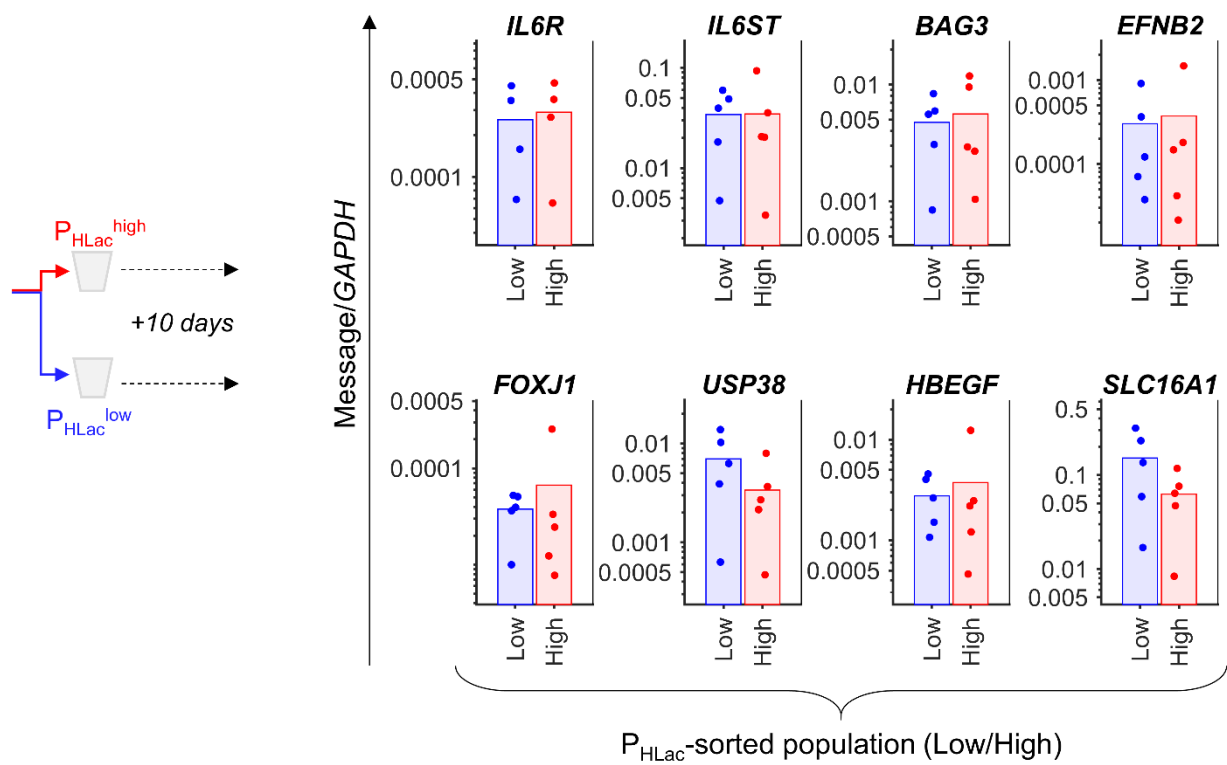 P_HLac^high
+10 days
P_HLac^low
Message/GAPDH
IL6R
0.0005
0.0001
Low
High
IL6ST
0.1
0.05
0.01
0.005
Low
High
BAG3
0.01
0.005
0.001
0.0005
Low
High
EFNB2
0.001
0.0005
0.0001
Low
High
FOXJ1
0.0005
0.0001
Low
High
USP38
0.01
0.005
0.001
0.0005
Low
High
HBEGF
0.01
0.005
0.001
0.0005
Low
High
SLC16A1
0.5
0.1
0.05
0.01
0.005
Low
High
P_HLac-sorted population (Low/High)